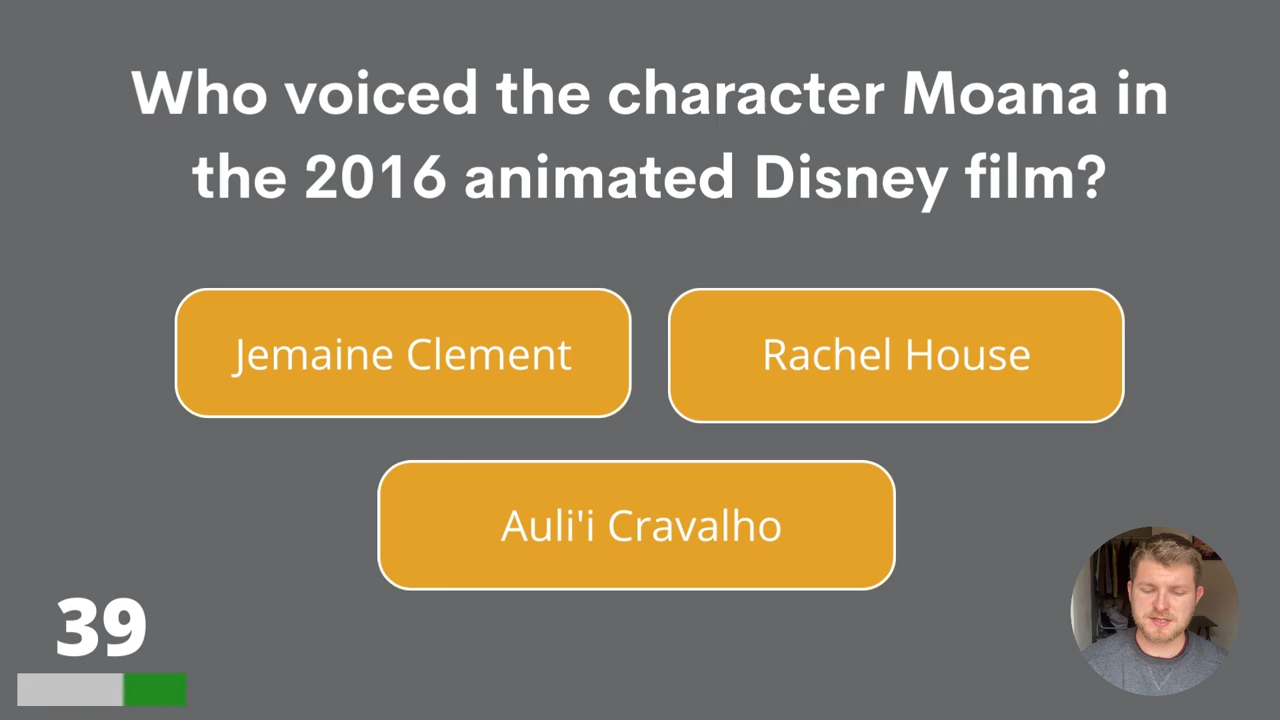 Who voiced the character Moana in
the 2016 animated Disney film?
Jemaine Clement
Rachel House
Auli'i Cravalho
39